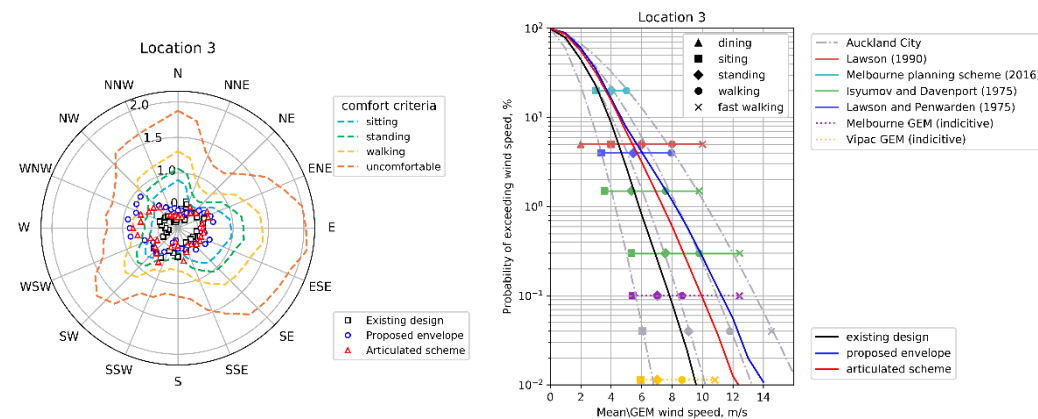 Location 3
N
NNE
NE
ENE
E
ESE
SE
SSE
S
SSW
SW
WSW
W
WNW
NW
NNW
2.0
1.5
1.0
comfort criteria
sitting
standing
walking
uncomfortable
Existing design
Proposed envelope
Articulated scheme
Location 3
Probability of exceeding wind speed, %
10²
10¹
10⁰
10⁻¹
10⁻²
0 2 4 6 8 10 12 14
Mean\GEM wind speed, m/s
dining
siting
standing
walking
fast walking
Auckland City
Lawson (1990)
Melbourne planning scheme (2016)
Isyumov and Davenport (1975)
Lawson and Penwarden (1975)
Melbourne GEM (indicitive)
Vipac GEM (indicitive)
existing design
proposed envelope
articulated scheme